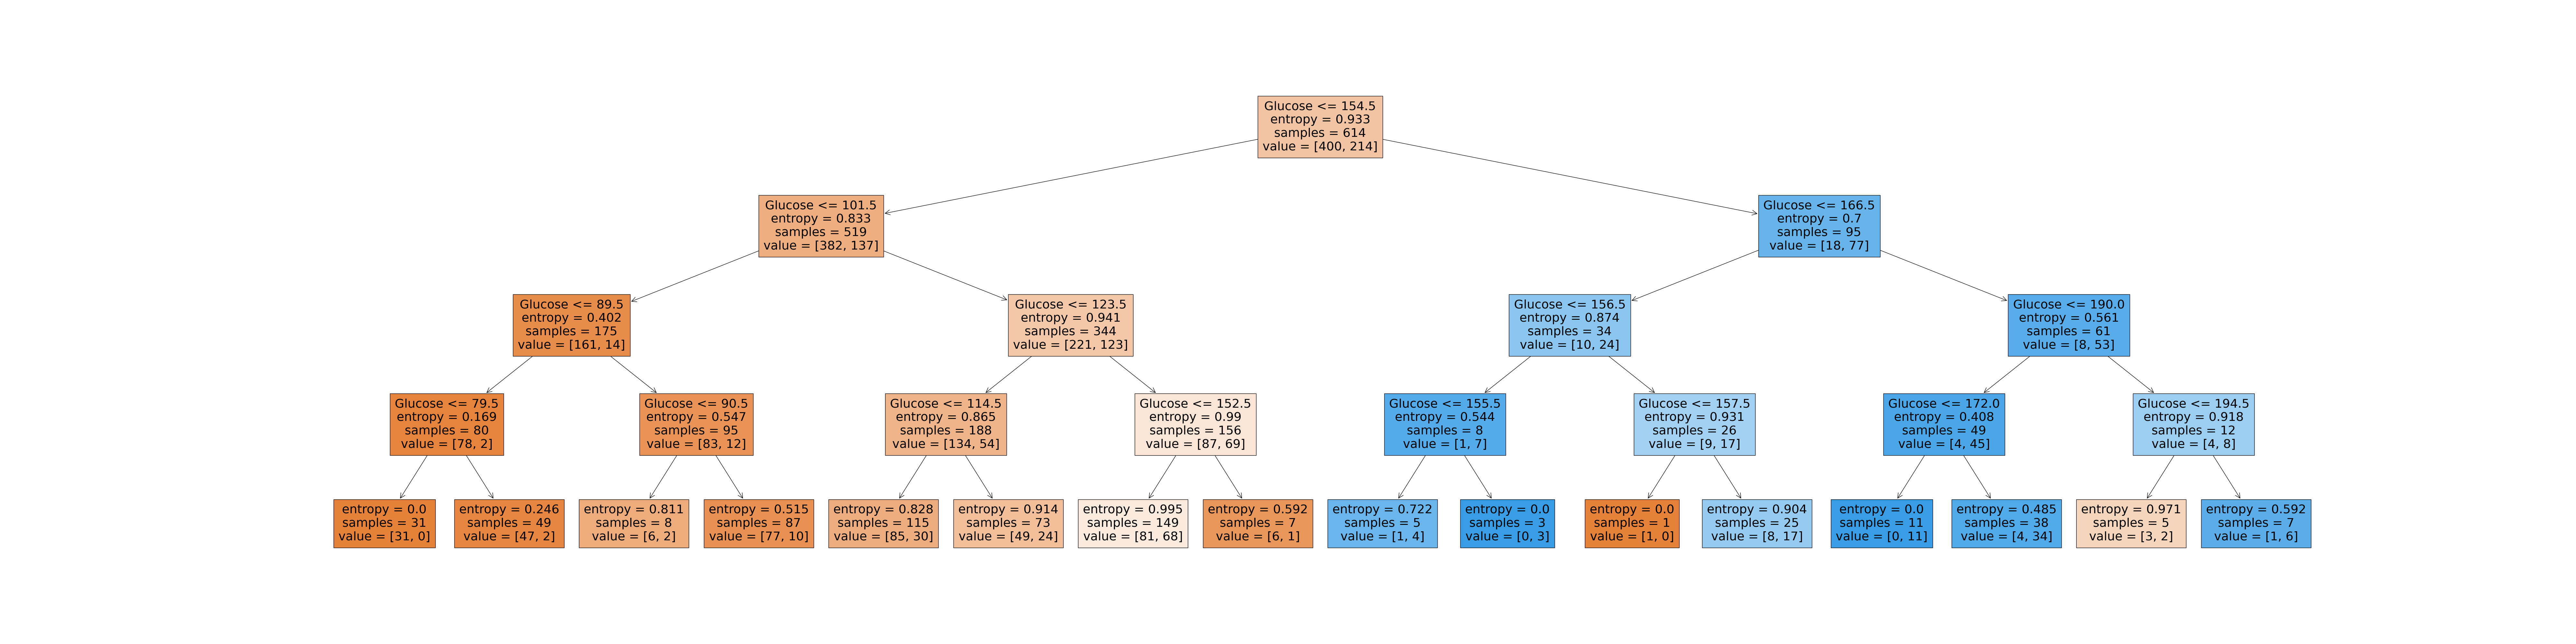 Glucose <= 154.5
entropy = 0.933
samples = 614
value = [400, 214]
Glucose <= 101.5
entropy = 0.833
samples = 519
value = [382, 137]
Glucose <= 166.5
entropy = 0.7
samples = 95
value = [18, 77]
Glucose <= 89.5
entropy = 0.402
samples = 175
value = [161, 14]
Glucose <= 123.5
entropy = 0.941
samples = 344
value = [221, 123]
Glucose <= 156.5
entropy = 0.874
samples = 34
value = [10, 24]
Glucose <= 190.0
entropy = 0.561
samples = 61
value = [8, 53]
Glucose <= 79.5
entropy = 0.169
samples = 80
value = [78, 2]
Glucose <= 90.5
entropy = 0.547
samples = 95
value = [83, 12]
Glucose <= 114.5
entropy = 0.865
samples = 188
value = [134, 54]
Glucose <= 152.5
entropy = 0.99
samples = 156
value = [87, 69]
Glucose <= 155.5
entropy = 0.544
samples = 8
value = [1, 7]
Glucose <= 157.5
entropy = 0.931
samples = 26
value = [9, 17]
Glucose <= 172.0
entropy = 0.408
samples = 49
value = [4, 45]
Glucose <= 194.5
entropy = 0.918
samples = 12
value = [4, 8]
entropy = 0.0
samples = 31
value = [31, 0]
entropy = 0.246
samples = 49
value = [47, 2]
entropy = 0.811
samples = 8
value = [6, 2]
entropy = 0.515
samples = 87
value = [77, 10]
entropy = 0.828
samples = 115
value = [85, 30]
entropy = 0.914
samples = 73
value = [49, 24]
entropy = 0.995
samples = 149
value = [81, 68]
entropy = 0.592
samples = 7
value = [6, 1]
entropy = 0.722
samples = 5
value = [1, 4]
entropy = 0.0
samples = 3
value = [0, 3]
entropy = 0.0
samples = 1
value = [1, 0]
entropy = 0.904
samples = 25
value = [8, 17]
entropy = 0.0
samples = 11
value = [0, 11]
entropy = 0.485
samples = 38
value = [4, 34]
entropy = 0.971
samples = 5
value = [3, 2]
entropy = 0.592
samples = 7
value = [1, 6]